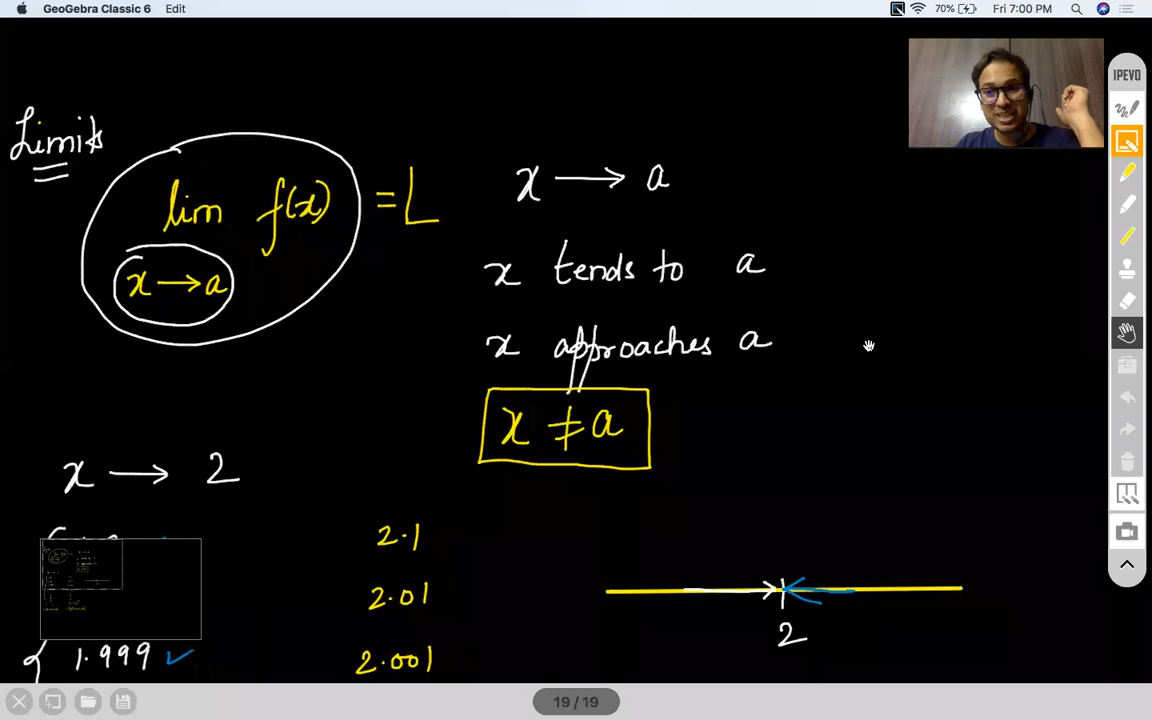 GeoGebra Classic 6 Edit 70% Fri 7:00 PM
IPEVO
Limits
lim f(x) = L
x → a
x → a
x tends to a
x approaches a
x ≠ a
x → 2
2.1
2.01
2.001
1.999 ✓
2
19 / 19